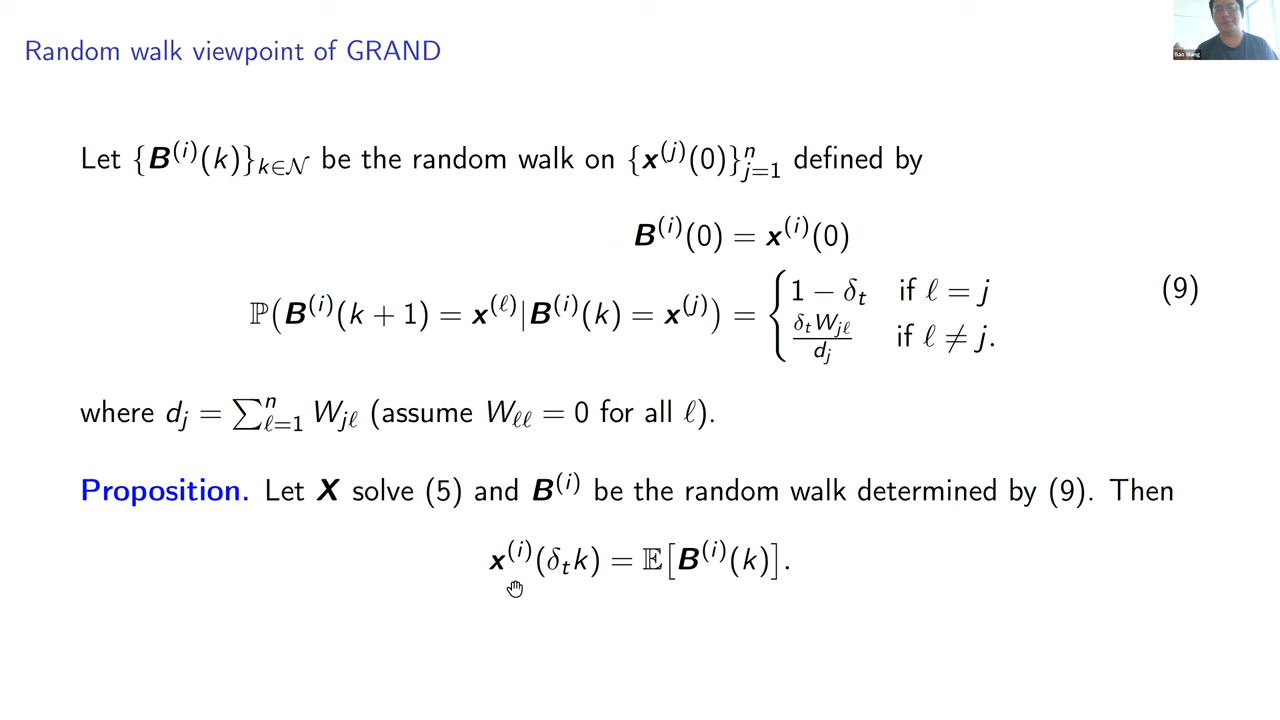 Random walk viewpoint of GRAND
Bao Wang
Let {B^(i)(k)}_{k∈𝒩} be the random walk on {x^(j)(0)}_{j=1}^n defined by
B^(i)(0) = x^(i)(0)
ℙ(B^(i)(k + 1) = x^(ℓ)|B^(i)(k) = x^(j)) = { 1 − δ_t if ℓ = j
δ_t W_{jℓ} / d_j if ℓ ≠ j.
(9)
where d_j = ∑_{ℓ=1}^n W_{jℓ} (assume W_{ℓℓ} = 0 for all ℓ).
Proposition. Let X solve (5) and B^(i) be the random walk determined by (9). Then
x^(i)(δ_t k) = 𝔼[B^(i)(k)].